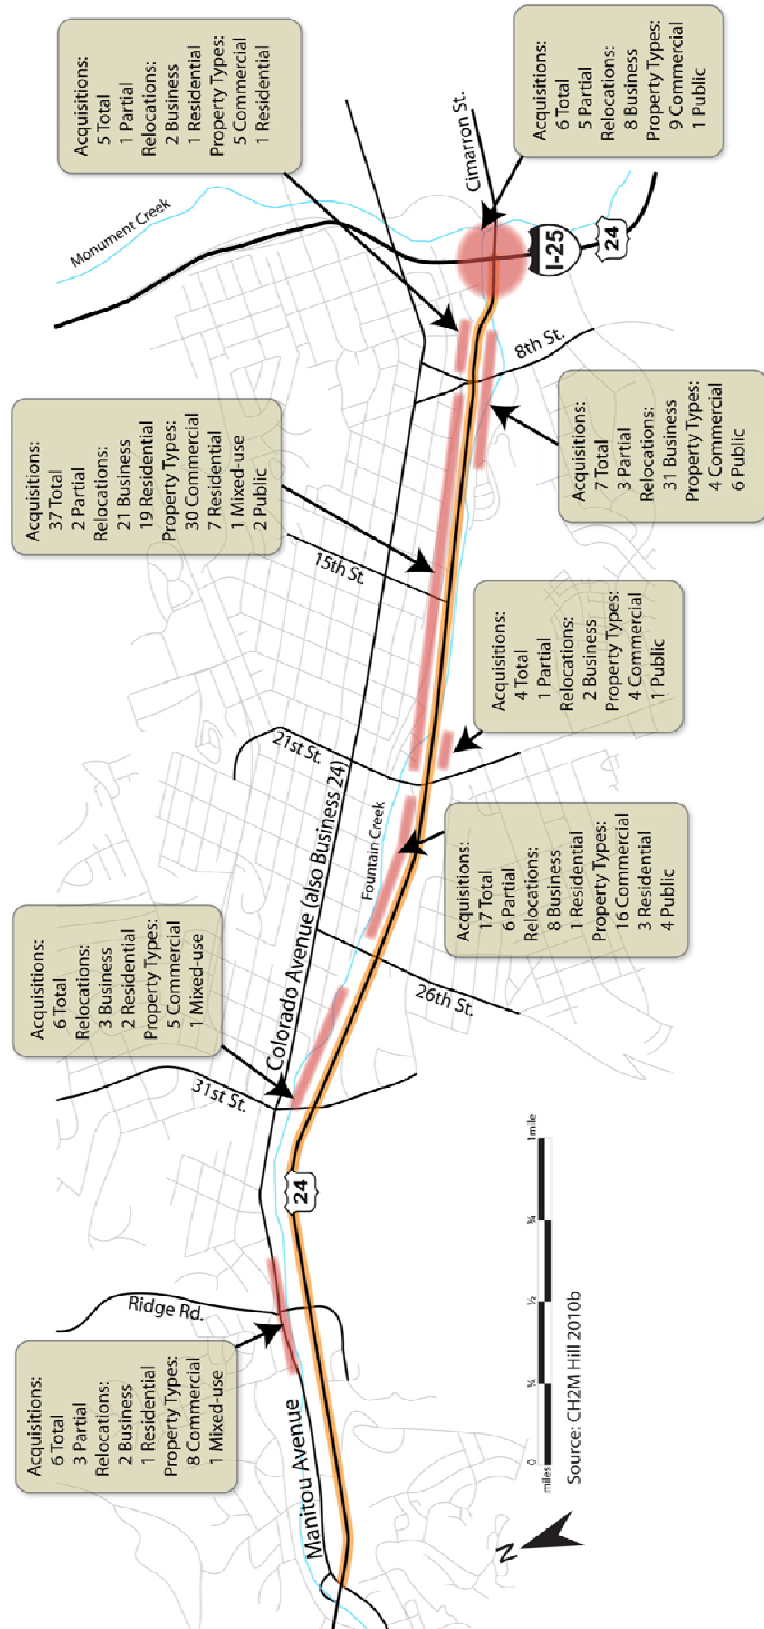 Acquisitions:
6 Total
3 Partial
Relocations:
2 Business
1 Residential
Property Types:
8 Commercial
1 Mixed-use
Acquisitions:
6 Total
Relocations:
3 Business
2 Residential
Property Types:
5 Commercial
1 Mixed-use
Acquisitions:
37 Total
2 Partial
Relocations:
21 Business
19 Residential
Property Types:
30 Commercial
7 Residential
1 Mixed-use
2 Public
Acquisitions:
5 Total
1 Partial
Relocations:
2 Business
1 Residential
Property Types:
5 Commercial
1 Residential
Monument Creek
Ridge Rd.
31st St.
21st St.
15th St.
Colorado Avenue (also Business 24)
Manitou Avenue
24
Fountain Creek
26th St.
8th St.
Cimarron St.
I-25
24
Acquisitions:
17 Total
6 Partial
Relocations:
8 Business
1 Residential
Property Types:
16 Commercial
3 Residential
4 Public
Acquisitions:
4 Total
1 Partial
Relocations:
2 Business
Property Types:
4 Commercial
1 Public
Acquisitions:
7 Total
3 Partial
Relocations:
31 Business
Property Types:
4 Commercial
6 Public
Acquisitions:
6 Total
5 Partial
Relocations:
8 Business
Property Types:
9 Commercial
1 Public
N
0 ¼ ½ ¾ 1 mile
miles
Source: CH2M Hill 2010b